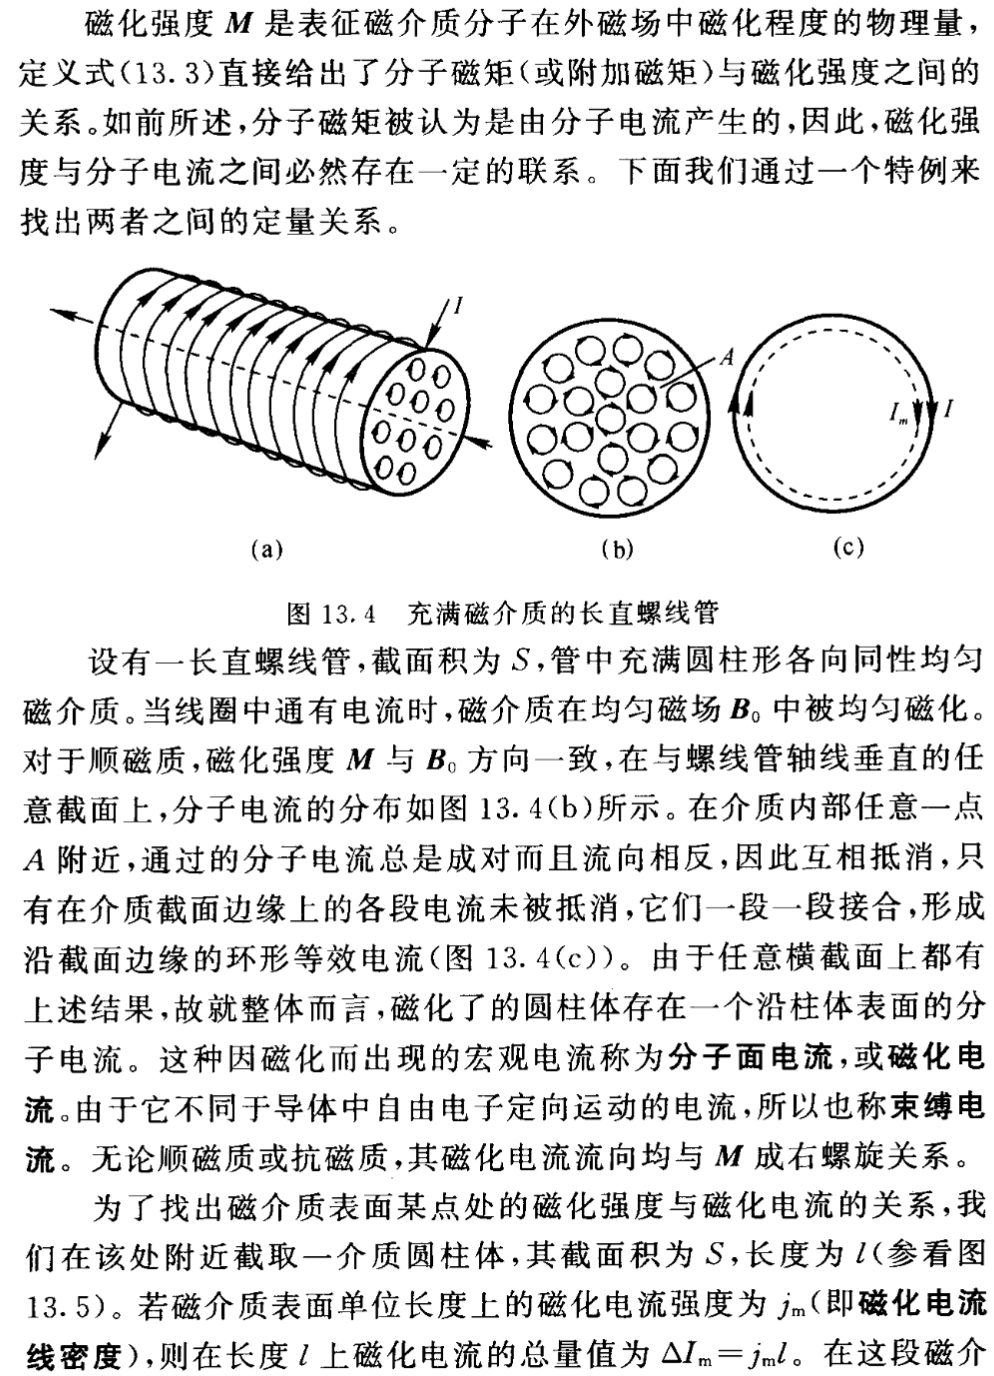 磁化强度 M 是表征磁介质分子在外磁场中磁化程度的物理量，
定义式(13.3)直接给出了分子磁矩(或附加磁矩)与磁化强度之间的
关系。如前所述，分子磁矩被认为是由分子电流产生的，因此，磁化强
度与分子电流之间必然存在一定的联系。下面我们通过一个特例来
找出两者之间的定量关系。
I
A
I_m
I
(a)
(b)
(c)
图 13.4 充满磁介质的长直螺线管
设有一长直螺线管，截面积为 S，管中充满圆柱形各向同性均匀
磁介质。当线圈中通有电流时，磁介质在均匀磁场 B₀ 中被均匀磁化。
对于顺磁质，磁化强度 M 与 B₀ 方向一致，在与螺线管轴线垂直的任
意截面上，分子电流的分布如图 13.4(b)所示。在介质内部任意一点
A 附近，通过的分子电流总是成对而且流向相反，因此互相抵消，只
有在介质截面边缘上的各段电流未被抵消，它们一段一段接合，形成
沿截面边缘的环形等效电流(图 13.4(c))。由于任意横截面上都有
上述结果，故就整体而言，磁化了的圆柱体存在一个沿柱体表面的分
子电流。这种因磁化而出现的宏观电流称为分子面电流，或磁化电
流。由于它不同于导体中自由电子定向运动的电流，所以也称束缚电
流。无论顺磁质或抗磁质，其磁化电流流向均与 M 成右螺旋关系。
为了找出磁介质表面某点处的磁化强度与磁化电流的关系，我
们在该处附近截取一介质圆柱体，其截面积为 S，长度为 l(参看图
13.5)。若磁介质表面单位长度上的磁化电流强度为 jₘ(即磁化电流
线密度)，则在长度 l 上磁化电流的总量值为 ΔIₘ=jₘl。在这段磁介